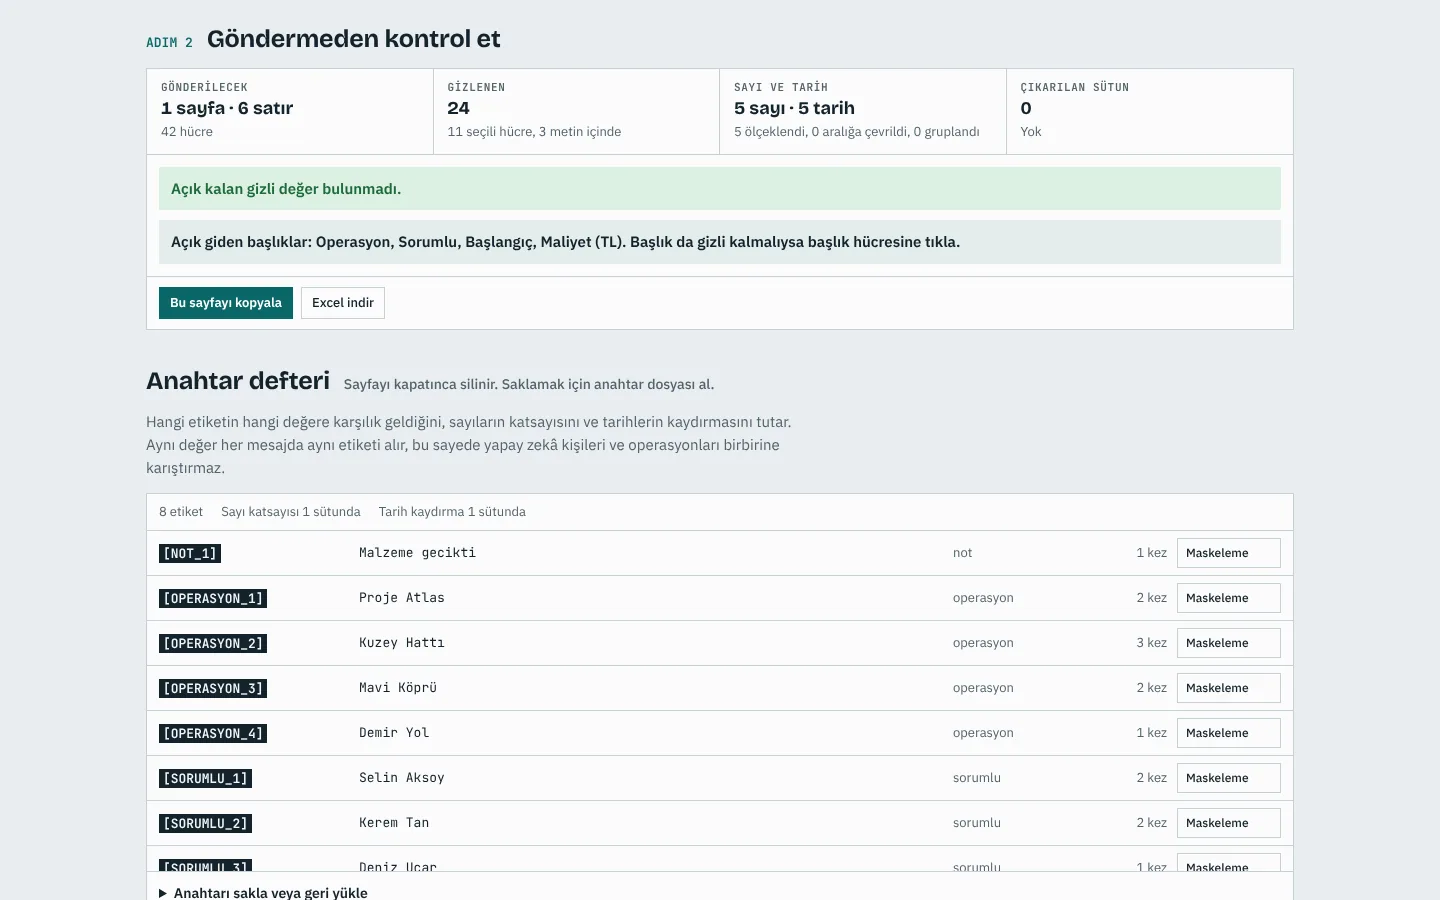 ADIM 2 Göndermeden kontrol et
GÖNDERİLECEK
1 sayfa · 6 satır
42 hücre
GİZLENEN
24
11 seçili hücre, 3 metin içinde
SAYI VE TARİH
5 sayı · 5 tarih
5 ölçeklendi, 0 aralığa çevrildi, 0 gruplandı
ÇIKARILAN SÜTUN
0
Yok
Açık kalan gizli değer bulunmadı.
Açık giden başlıklar: Operasyon, Sorumlu, Başlangıç, Maliyet (TL). Başlık da gizli kalmalıysa başlık hücresine tıkla.
Bu sayfayı kopyala
Excel indir
Anahtar defteri Sayfayı kapatınca silinir. Saklamak için anahtar dosyası al.
Hangi etiketin hangi değere karşılık geldiğini, sayıların katsayısını ve tarihlerin kaydırmasını tutar.
Aynı değer her mesajda aynı etiketi alır, bu sayede yapay zekâ kişileri ve operasyonları birbirine
karıştırmaz.
8 etiket Sayı katsayısı 1 sütunda Tarih kaydırma 1 sütunda
[NOT_1] Malzeme gecikti not 1 kez Maskeleme
[OPERASYON_1] Proje Atlas operasyon 2 kez Maskeleme
[OPERASYON_2] Kuzey Hattı operasyon 3 kez Maskeleme
[OPERASYON_3] Mavi Köprü operasyon 2 kez Maskeleme
[OPERASYON_4] Demir Yol operasyon 1 kez Maskeleme
[SORUMLU_1] Selin Aksoy sorumlu 2 kez Maskeleme
[SORUMLU_2] Kerem Tan sorumlu 2 kez Maskeleme
[SORUMLU_3] Deniz Uçar sorumlu 1 kez Maskeleme
Anahtarı sakla veya geri yükle